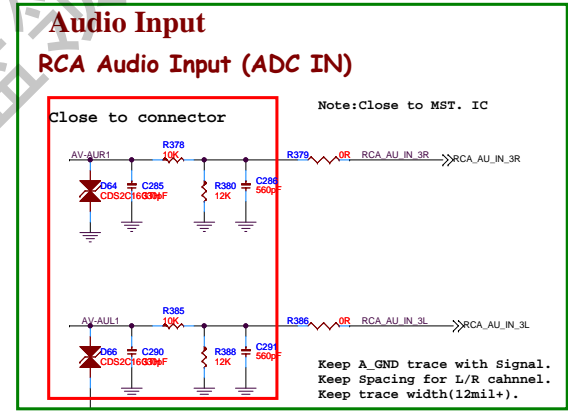 Audio Input
RCA Audio Input (ADC IN)
Note:Close to MST. IC
Close to connector
AV-AUR1
R378
10K
R379
0R
RCA_AU_IN_3R
RCA_AU_IN_3R
D64
C285
R380
12K
C286
560pF
AV-AUL1
R385
10K
R386
0R
RCA_AU_IN_3L
RCA_AU_IN_3L
D66
C290
R388
12K
C291
560pF
Keep A_GND trace with Signal.
Keep Spacing for L/R cahnnel.
Keep trace width(12mil+).